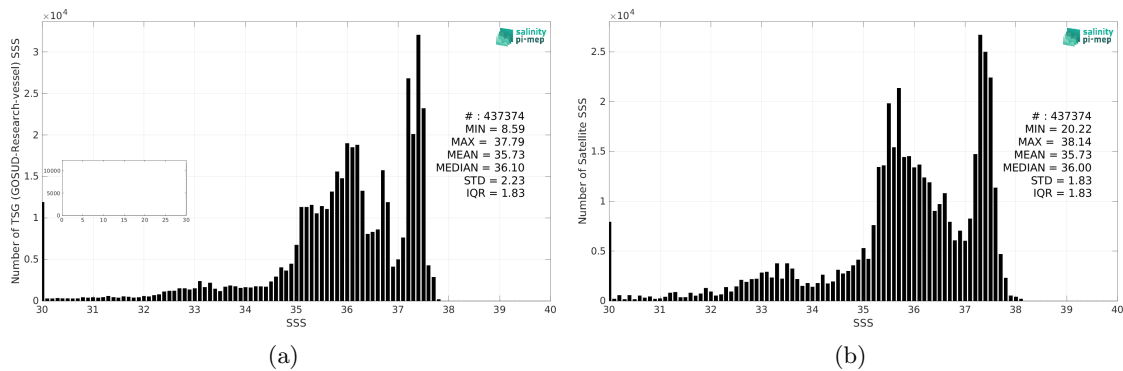 ×10⁴
Number of TSG (GOSUD-Research-vessel) SSS
3
2.5
2
1.5
1
0.5
0
30 31 32 33 34 35 36 37 38 39 40
SSS
salinity
pi-mep
# : 437374
MIN = 8.59
MAX = 37.79
MEAN = 35.73
MEDIAN = 36.10
STD = 2.23
IQR = 1.83
10000
5000
0
0 5 10 15 20 25 30
(a)
×10⁴
Number of Satellite SSS
2.5
2
1.5
1
0.5
0
30 31 32 33 34 35 36 37 38 39 40
SSS
salinity
pi-mep
# : 437374
MIN = 20.22
MAX = 38.14
MEAN = 35.73
MEDIAN = 36.00
STD = 1.83
IQR = 1.83
(b)